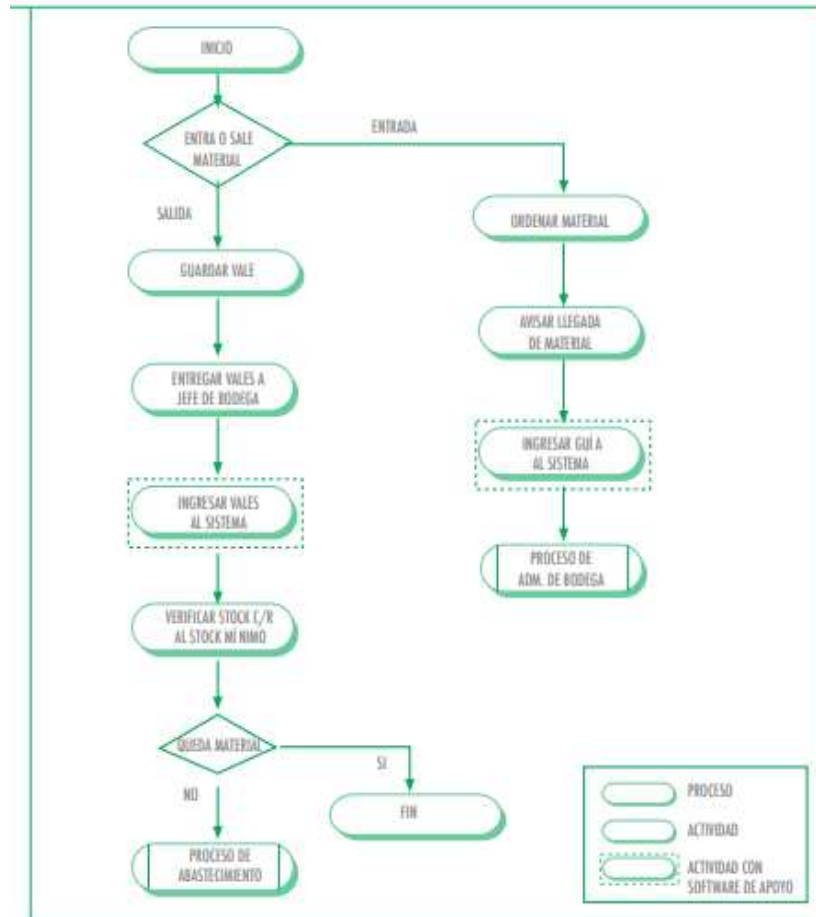 INICIO
ENTRA O SALE
MATERIAL
ENTRADA
SALIDA
ORDENAR MATERIAL
GUARDAR VALE
AVISAR LLEGADA
DE MATERIAL
ENTREGAR VALES A
JEFE DE BODEGA
INGRESAR GUÍ A
AL SISTEMA
INGRESAR VALES
AL SISTEMA
PROCESO DE
ADM. DE BODEGA
VERIFICAR STOCK C/R
AL STOCK MÍ NIMO
QUEDA MATERIAL
SI
NO
FIN
PROCESO DE
ABASTECIMIENTO
PROCESO
ACTIVIDAD
ACTIVIDAD CON
SOFTWARE DE APOYO